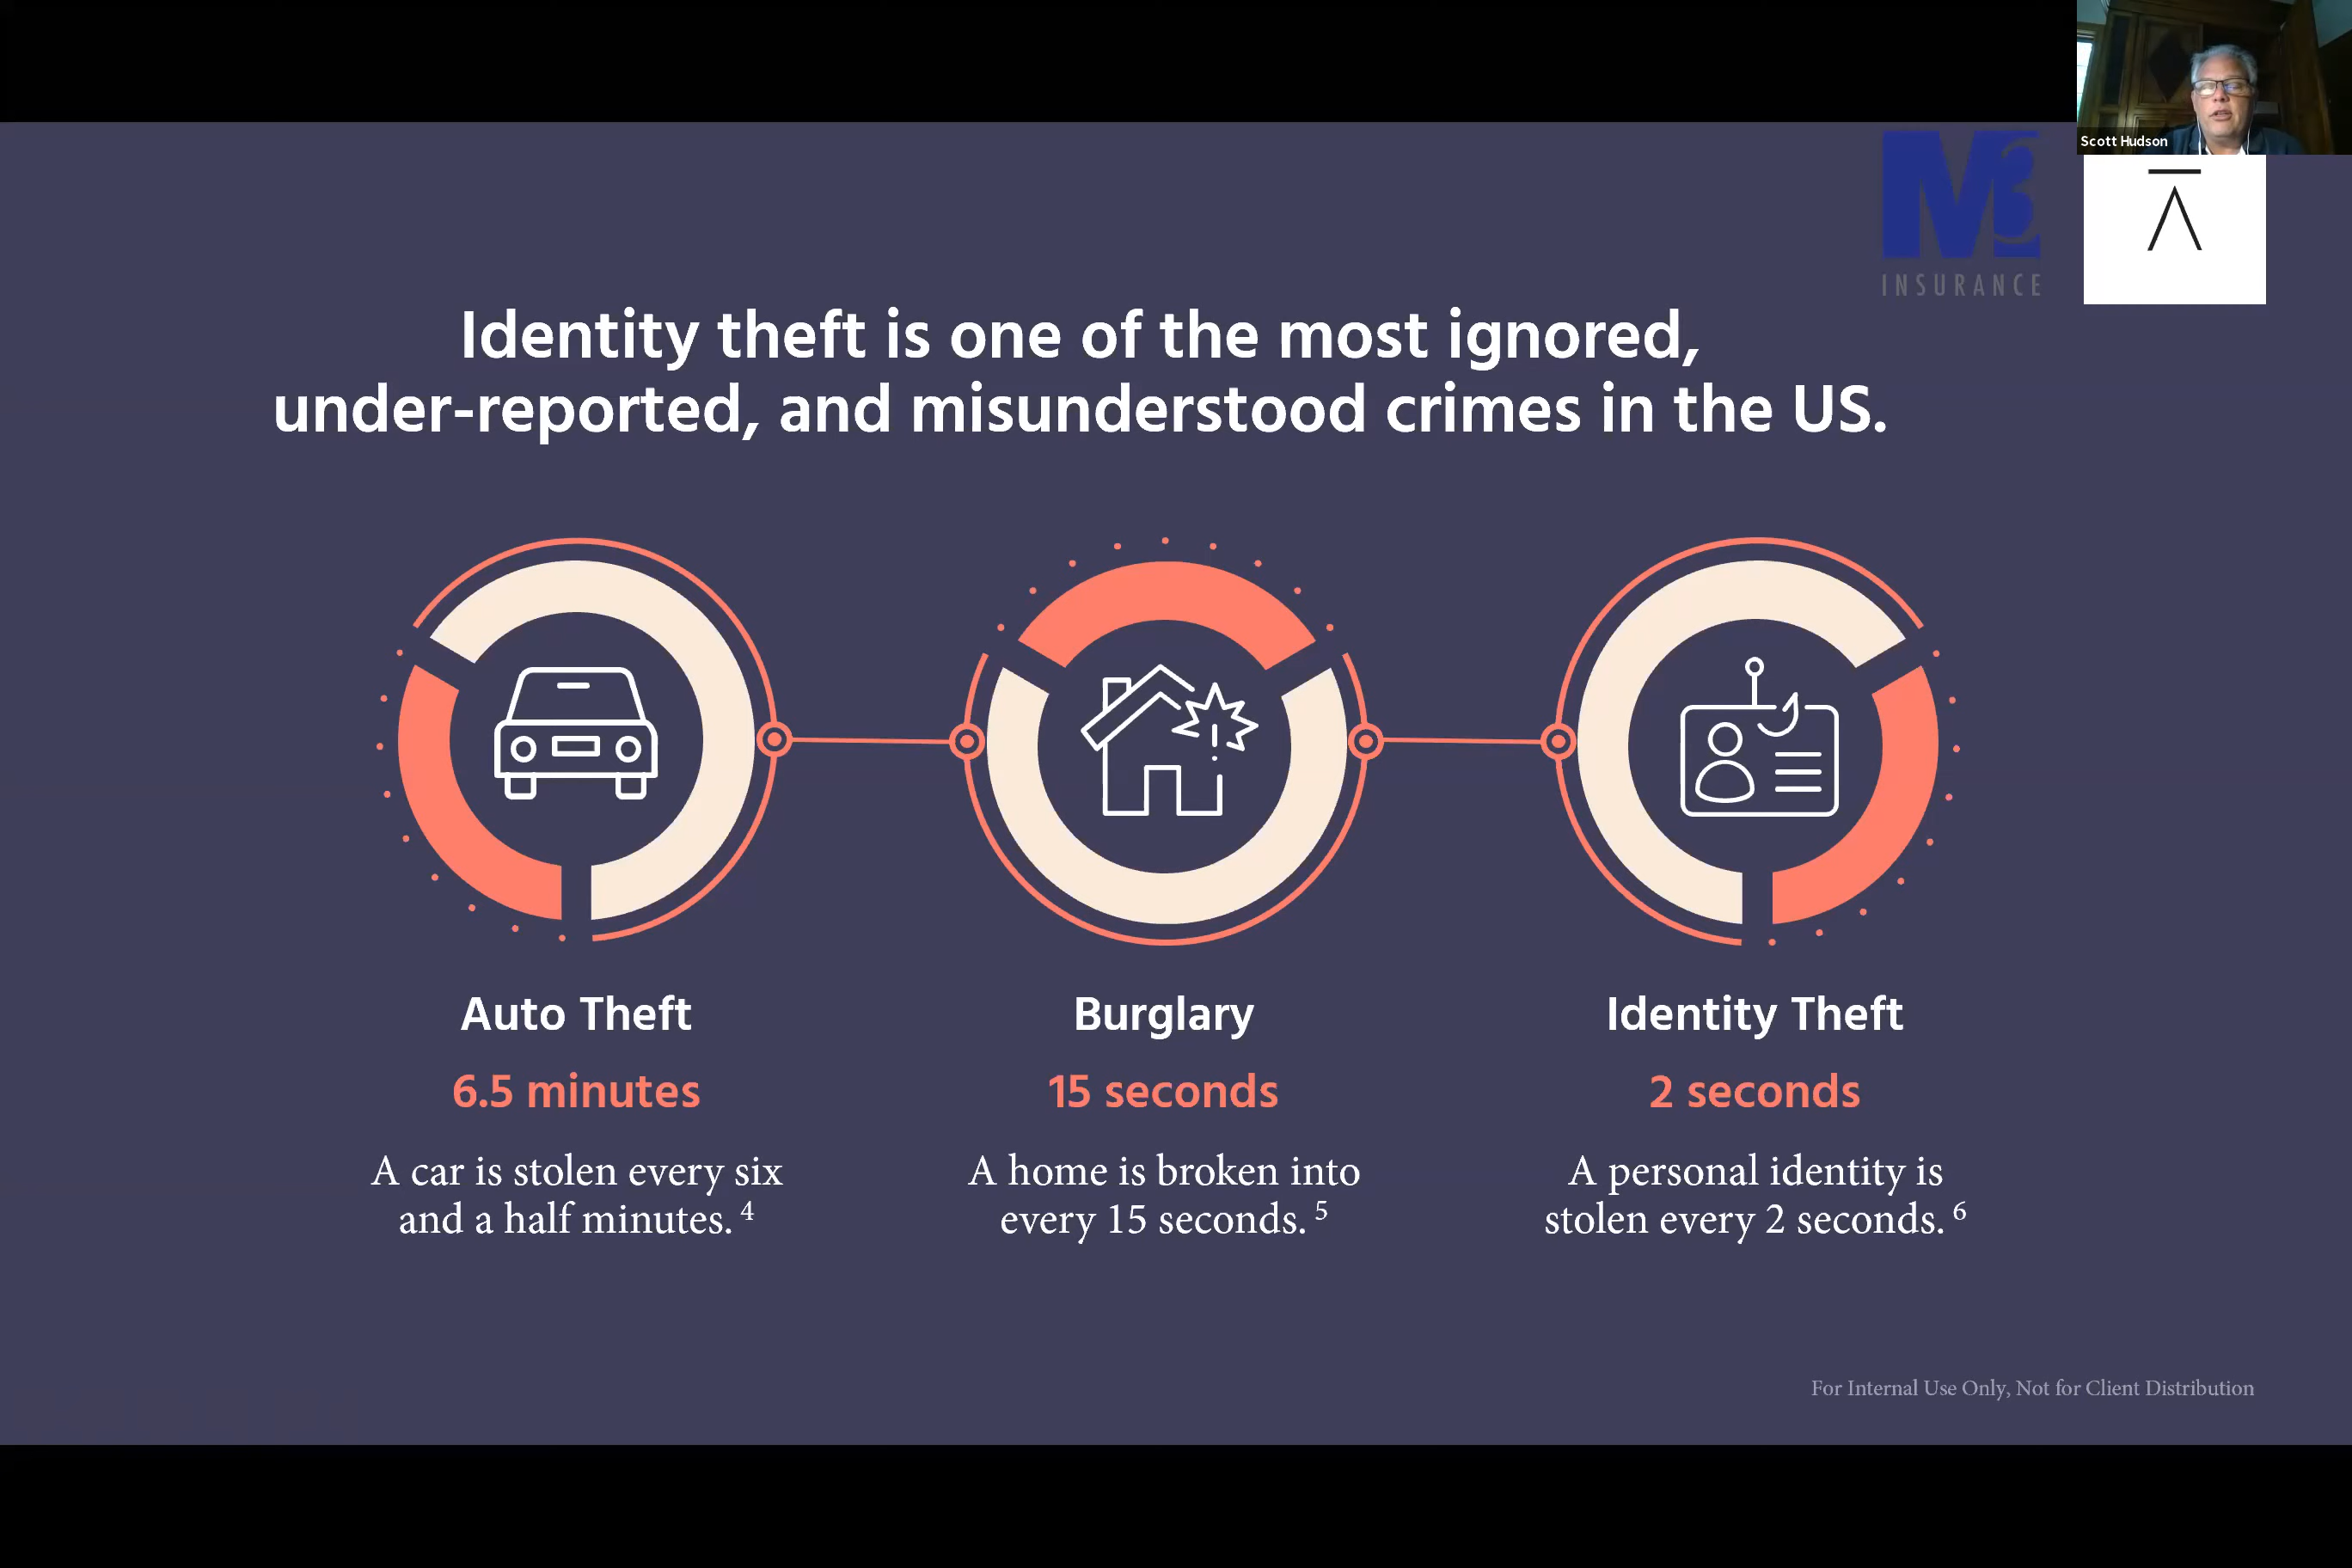 Scott Hudson
M3
INSURANCE
Identity theft is one of the most ignored,
under-reported, and misunderstood crimes in the US.
Auto Theft
6.5 minutes
A car is stolen every six
and a half minutes. 4
Burglary
15 seconds
A home is broken into
every 15 seconds. 5
Identity Theft
2 seconds
A personal identity is
stolen every 2 seconds. 6
For Internal Use Only, Not for Client Distribution